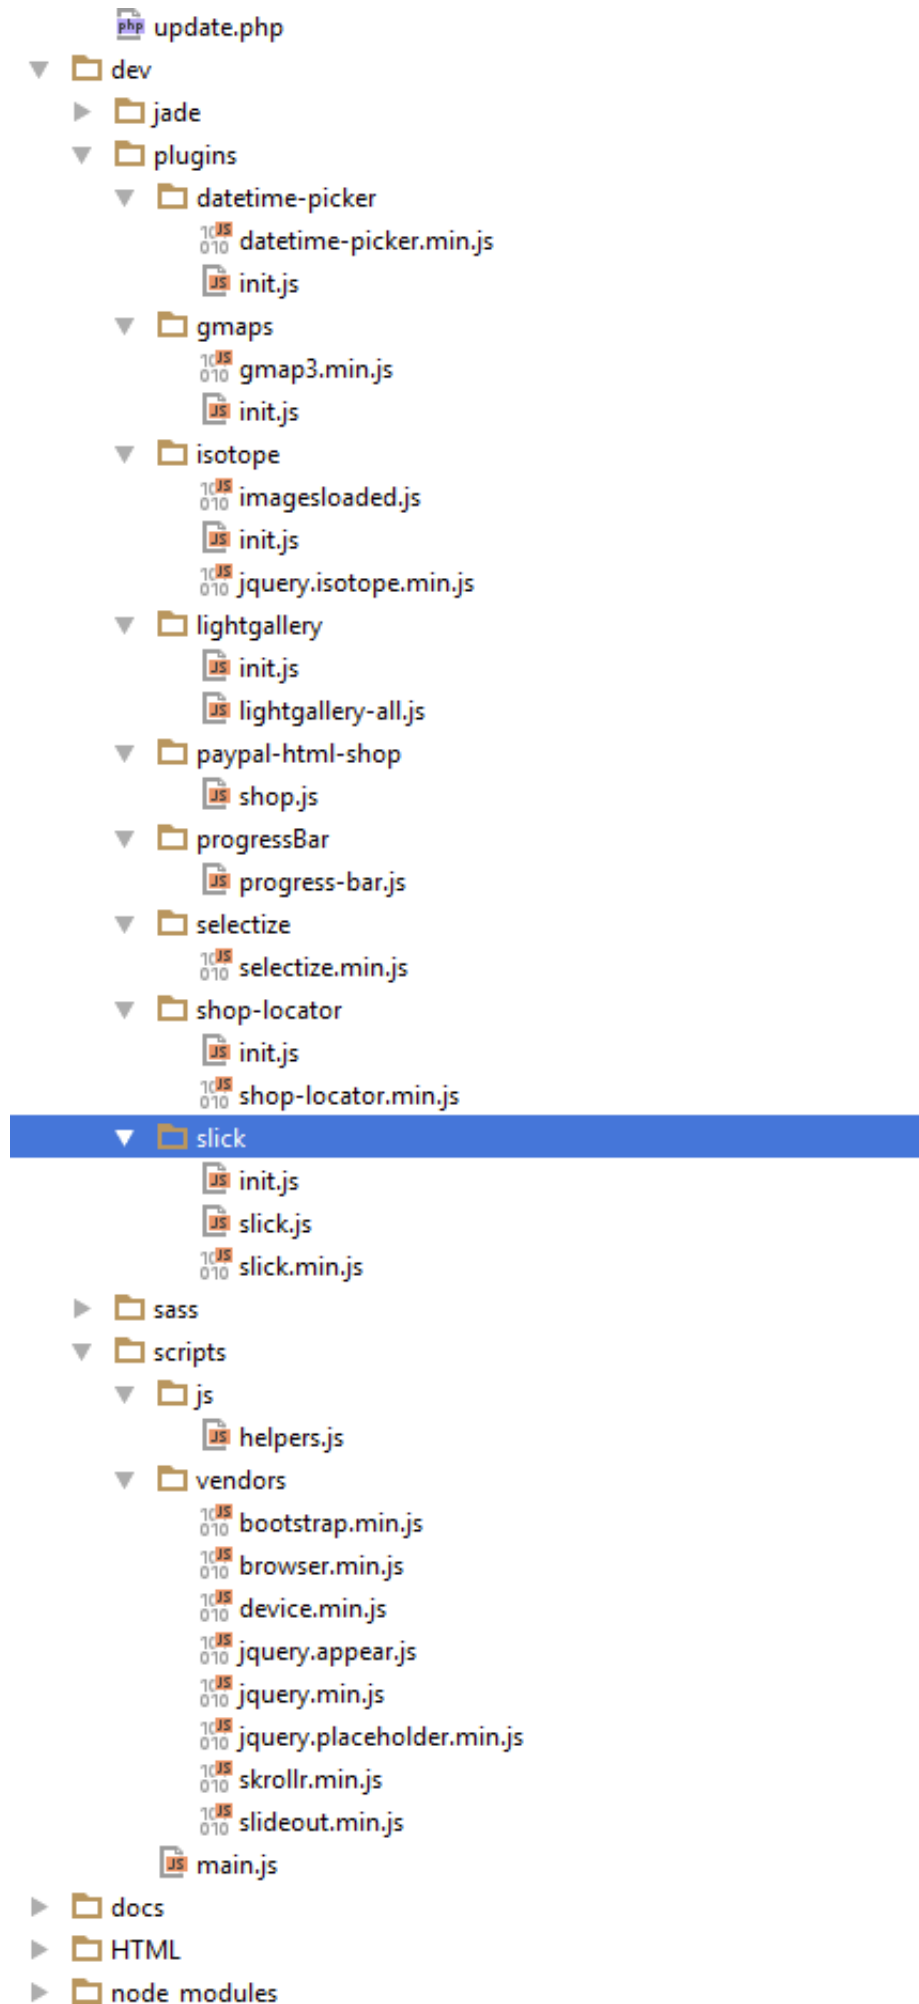 update.php
dev
jade
plugins
datetime-picker
datetime-picker.min.js
init.js
gmaps
gmap3.min.js
init.js
isotope
imagesloaded.js
init.js
jquery.isotope.min.js
lightgallery
init.js
lightgallery-all.js
paypal-html-shop
shop.js
progressBar
progress-bar.js
selectize
selectize.min.js
shop-locator
init.js
shop-locator.min.js
slick
init.js
slick.js
slick.min.js
sass
scripts
js
helpers.js
vendors
bootstrap.min.js
browser.min.js
device.min.js
jquery.appear.js
jquery.min.js
jquery.placeholder.min.js
skrollr.min.js
slideout.min.js
main.js
docs
HTML
node_modules